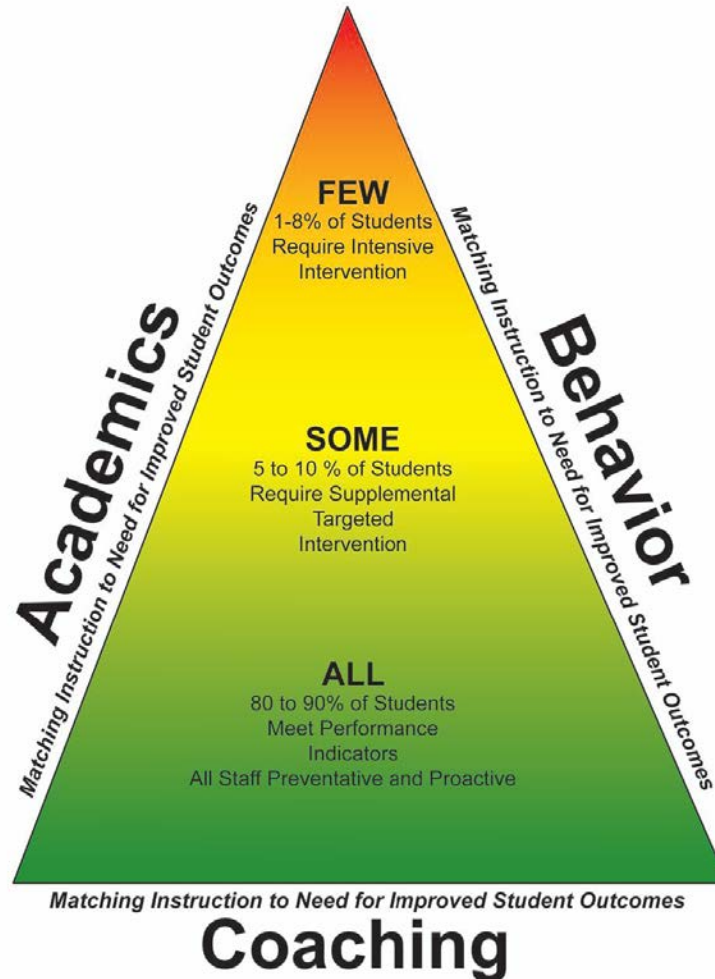 FEW
1-8% of Students
Require Intensive
Intervention
SOME
5 to 10 % of Students
Require Supplemental
Targeted
Intervention
ALL
80 to 90% of Students
Meet Performance
Indicators
All Staff Preventative and Proactive
Academics
Matching Instruction to Need for Improved Student Outcomes
Behavior
Matching Instruction to Need for Improved Student Outcomes
Matching Instruction to Need for Improved Student Outcomes
Coaching